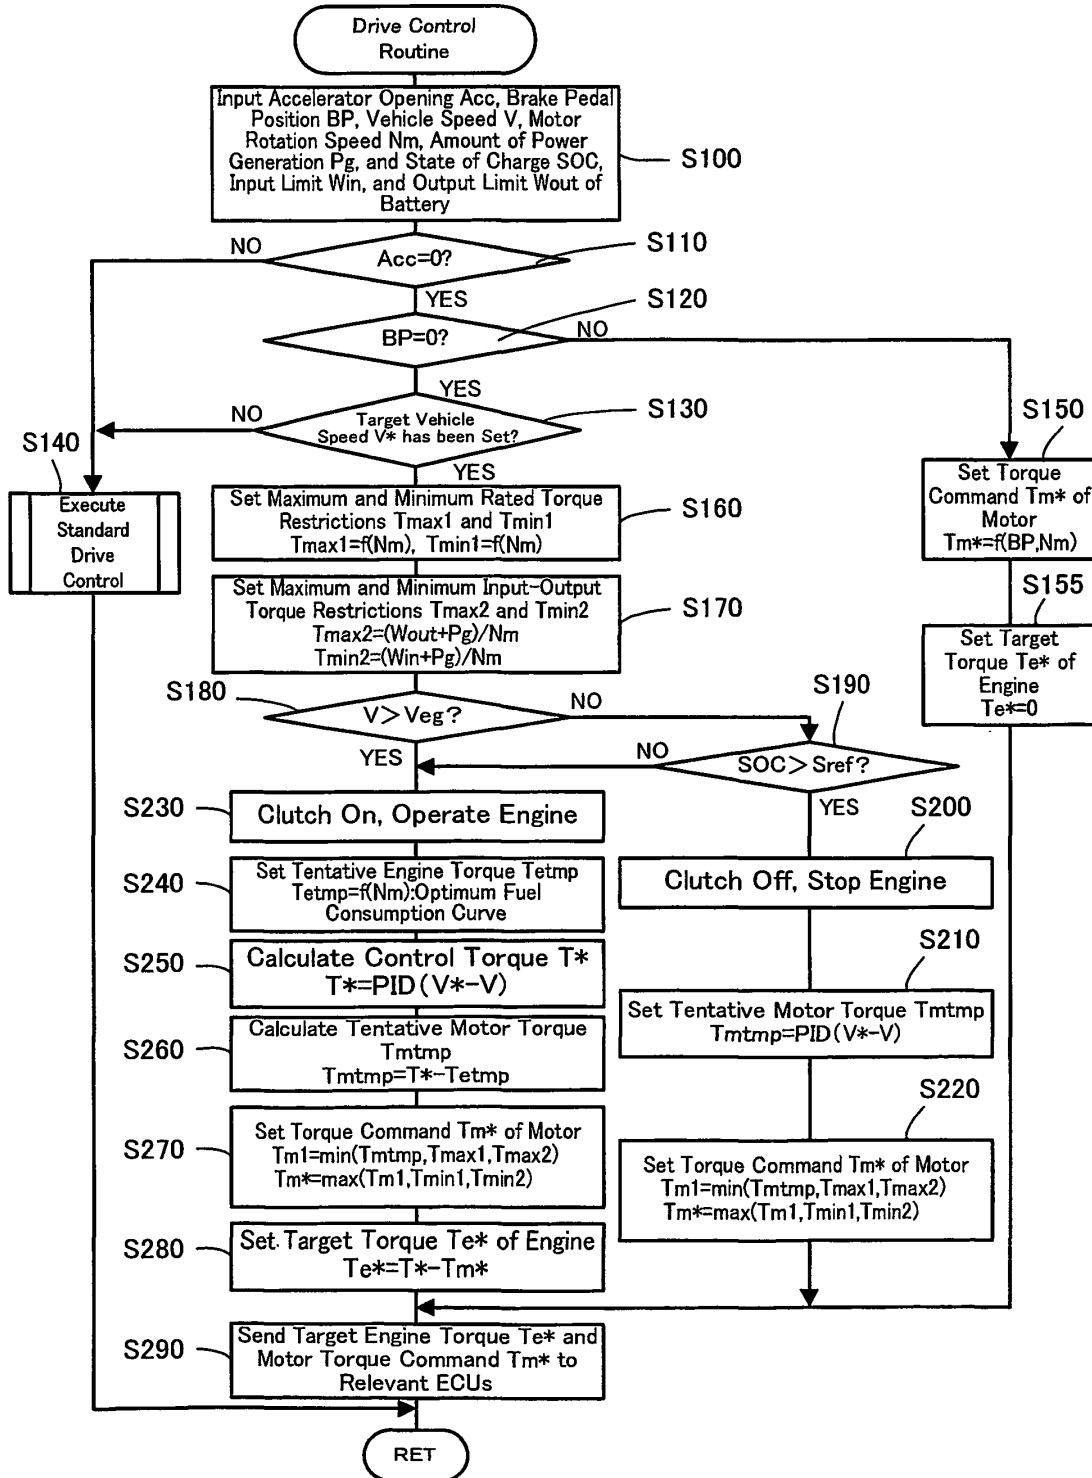 Drive Control
Routine
Input Accelerator Opening Acc, Brake Pedal
Position BP, Vehicle Speed V, Motor
Rotation Speed Nm, Amount of Power
Generation Pg, and State of Charge SOC,
Input Limit Win, and Output Limit Wout of
Battery
S100
Acc=0?
S110
NO
YES
BP=0?
S120
NO
YES
Target Vehicle
Speed V* has been Set?
S130
NO
YES
S140
Execute
Standard
Drive
Control
S150
Set Torque
Command Tm* of
Motor
Tm*=f(BP,Nm)
S155
Set Target
Torque Te* of
Engine
Te*=0
Set Maximum and Minimum Rated Torque
Restrictions Tmax1 and Tmin1
Tmax1=f(Nm), Tmin1=f(Nm)
S160
Set Maximum and Minimum Input-Output
Torque Restrictions Tmax2 and Tmin2
Tmax2=(Wout+Pg)/Nm
Tmin2=(Win+Pg)/Nm
S170
S180
V>Veg?
NO
YES
S190
SOC>Sref?
NO
YES
S230
Clutch On, Operate Engine
S240
Set Tentative Engine Torque Tetmp
Tetmp=f(Nm):Optimum Fuel
Consumption Curve
S250
Calculate Control Torque T*
T*=PID(V*-V)
S260
Calculate Tentative Motor Torque
Tmtmp
Tmtmp=T*-Tetmp
S270
Set Torque Command Tm* of Motor
Tm1=min(Tmtmp,Tmax1,Tmax2)
Tm*=max(Tm1,Tmin1,Tmin2)
S280
Set Target Torque Te* of Engine
Te*=T*-Tm*
S200
Clutch Off, Stop Engine
S210
Set Tentative Motor Torque Tmtmp
Tmtmp=PID(V*-V)
S220
Set Torque Command Tm* of Motor
Tm1=min(Tmtmp,Tmax1,Tmax2)
Tm*=max(Tm1,Tmin1,Tmin2)
S290
Send Target Engine Torque Te* and
Motor Torque Command Tm* to
Relevant ECUs
RET